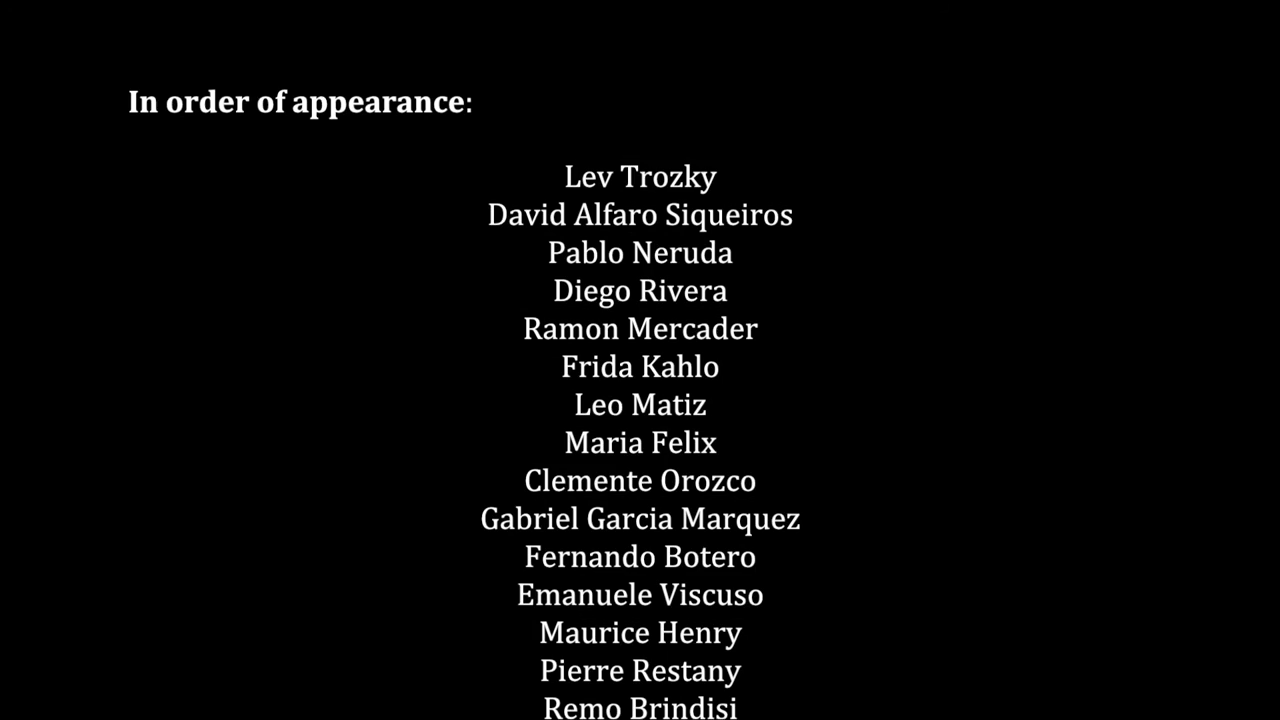 In order of appearance:
Lev Trozky
David Alfaro Siqueiros
Pablo Neruda
Diego Rivera
Ramon Mercader
Frida Kahlo
Leo Matiz
Maria Felix
Clemente Orozco
Gabriel Garcia Marquez
Fernando Botero
Emanuele Viscuso
Maurice Henry
Pierre Restany
Remo Brindisi